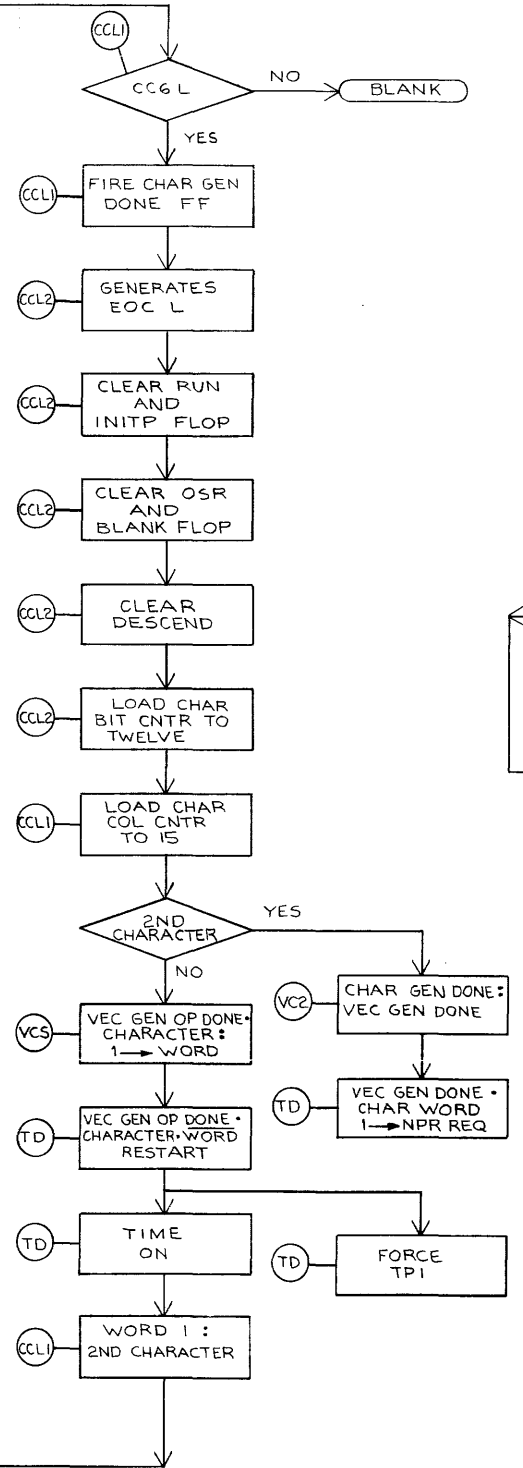 CCL1
CC6 L
NO
BLANK
YES
CCL1
FIRE CHAR GEN
DONE FF
CCL2
GENERATES
EOC L
CCL2
CLEAR RUN
AND
INITP FLOP
CCL2
CLEAR OSR
AND
BLANK FLOP
CCL2
CLEAR
DESCEND
CCL2
LOAD CHAR
BIT CNTR TO
TWELVE
CCL1
LOAD CHAR
COL CNTR
TO 15
2ND
CHARACTER
YES
NO
VCS
VEC GEN OP DONE·
CHARACTER:
1→ WORD
VC2
CHAR GEN DONE:
VEC GEN DONE
TD
VEC GEN OP DONE·
CHARACTER·WORD
RESTART
TD
VEC GEN DONE ·
CHAR WORD
1→NPR REQ
TD
TIME
ON
TD
FORCE
TP1
CCL1
WORD 1 :
2ND CHARACTER